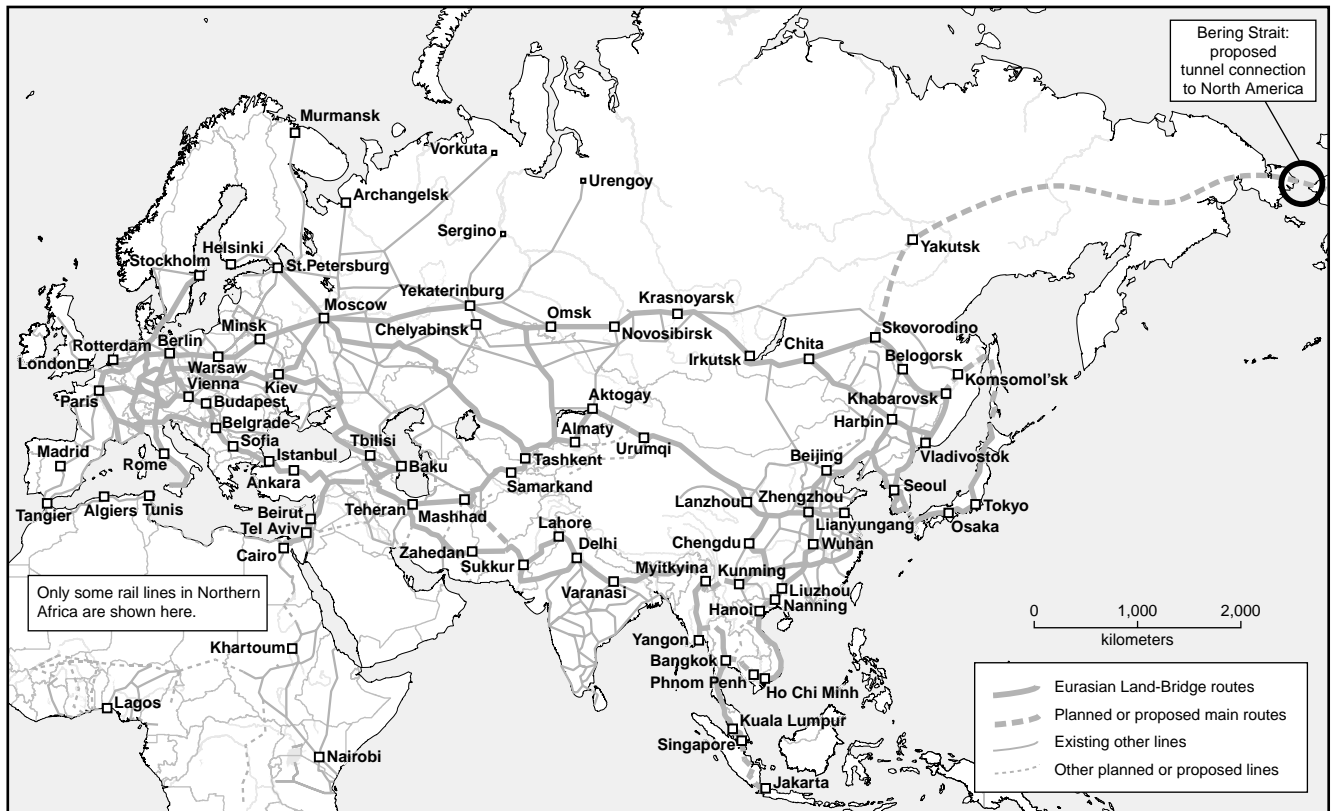 Bering Strait:
proposed
tunnel connection
to North America
Murmansk
Vorkuta
Urengoy
Archangelsk
Sergino
Yakutsk
Helsinki
Stockholm
St.Petersburg
Yekaterinburg
Krasnoyarsk
Moscow
Omsk
Chelyabinsk
Novosibirsk
Skovorodino
Minsk
Berlin
Rotterdam
London
Warsaw
Irkutsk
Chita
Belogorsk
Komsomol'sk
Vienna
Kiev
Paris
Budapest
Aktogay
Khabarovsk
Belgrade
Almaty
Harbin
Sofia
Tbilisi
Urumqi
Madrid
Rome
Istanbul
Baku
Tashkent
Beijing
Vladivostok
Ankara
Samarkand
Seoul
Tangier
Algiers
Tunis
Beirut
Teheran
Mashhad
Lanzhou
Zhengzhou
Tokyo
Tel Aviv
Lahore
Lianyungang
Osaka
Cairo
Zahedan
Delhi
Chengdu
Wuhan
Sukkur
Myitkyina
Kunming
Only some rail lines in Northern
Africa are shown here.
Varanasi
Liuzhou
Nanning
Hanoi
0
1,000
2,000
kilometers
Yangon
Khartoum
Bangkok
Phnom Penh
Ho Chi Minh
Eurasian Land-Bridge routes
Lagos
Planned or proposed main routes
Kuala Lumpur
Singapore
Existing other lines
Nairobi
Other planned or proposed lines
Jakarta